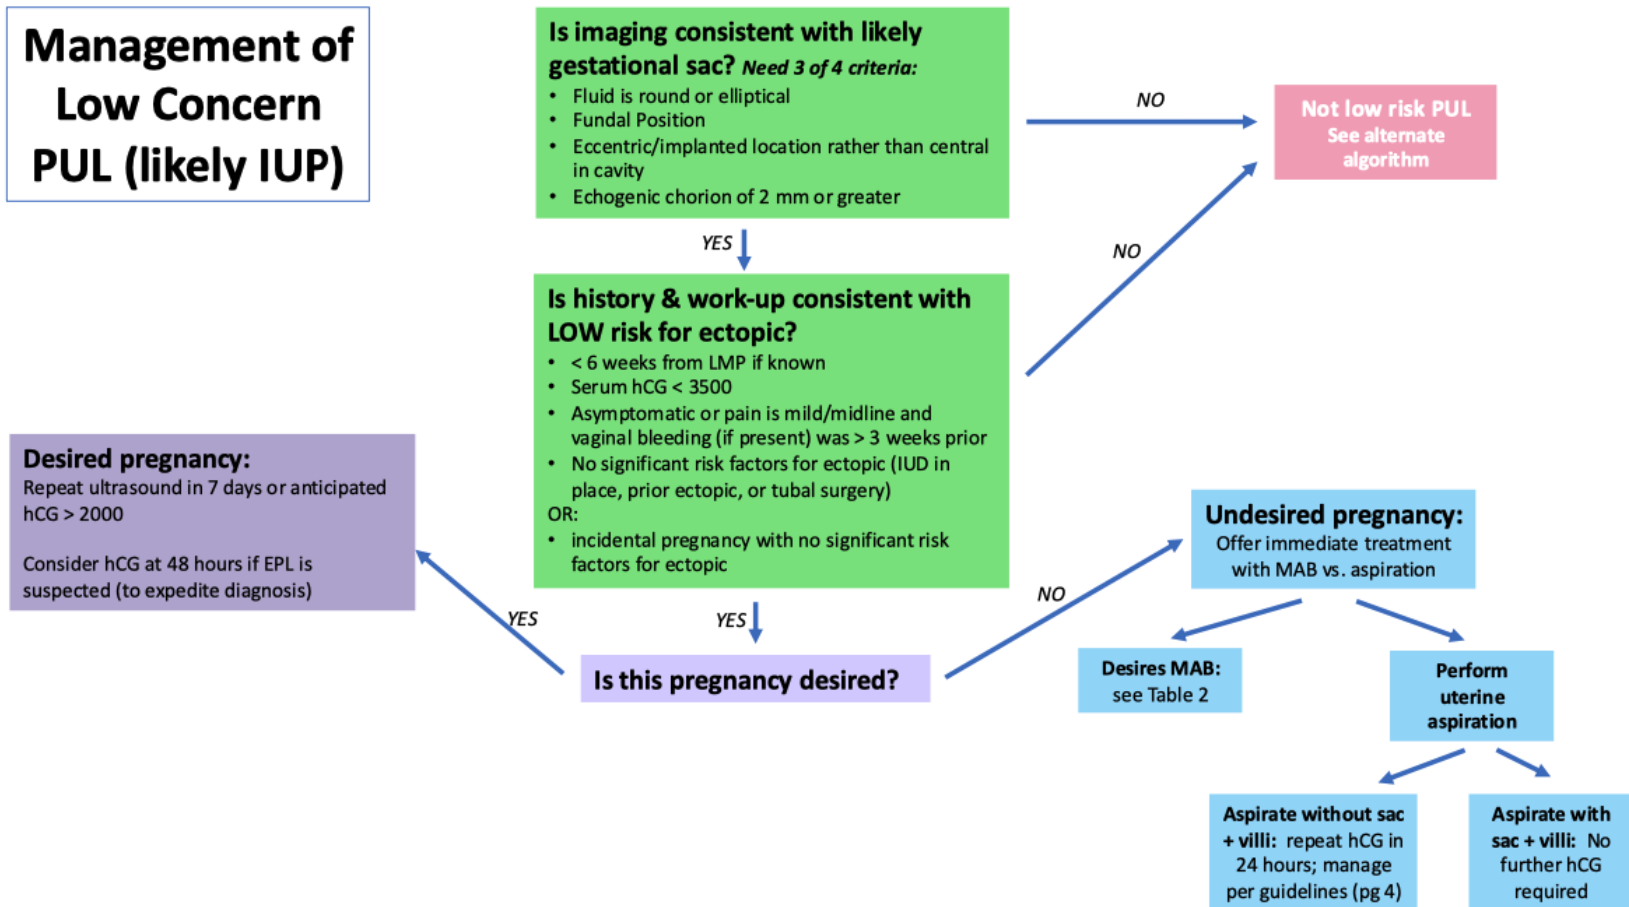 Management of
Low Concern
PUL (likely IUP)
Is imaging consistent with likely
gestational sac? Need 3 of 4 criteria:
• Fluid is round or elliptical
• Fundal Position
• Eccentric/implanted location rather than central
in cavity
• Echogenic chorion of 2 mm or greater
NO
Not low risk PUL
See alternate
algorithm
YES
NO
Is history & work-up consistent with
LOW risk for ectopic?
• < 6 weeks from LMP if known
• Serum hCG < 3500
• Asymptomatic or pain is mild/midline and
vaginal bleeding (if present) was > 3 weeks prior
• No significant risk factors for ectopic (IUD in
place, prior ectopic, or tubal surgery)
OR:
• incidental pregnancy with no significant risk
factors for ectopic
Desired pregnancy:
Repeat ultrasound in 7 days or anticipated
hCG > 2000
Consider hCG at 48 hours if EPL is
suspected (to expedite diagnosis)
YES
YES
NO
Is this pregnancy desired?
Undesired pregnancy:
Offer immediate treatment
with MAB vs. aspiration
Desires MAB:
see Table 2
Perform
uterine
aspiration
Aspirate without sac
+ villi: repeat hCG in
24 hours; manage
per guidelines (pg 4)
Aspirate with
sac + villi: No
further hCG
required